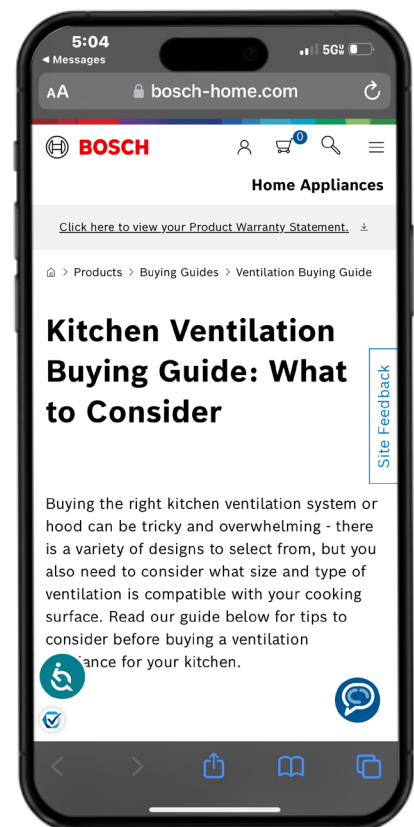 5:04
◀ Messages
5G
AA
bosch-home.com
BOSCH
0
Home Appliances
Click here to view your Product Warranty Statement.
Products > Buying Guides > Ventilation Buying Guide
Kitchen Ventilation
Buying Guide: What
to Consider
Site Feedback
Buying the right kitchen ventilation system or
hood can be tricky and overwhelming - there
is a variety of designs to select from, but you
also need to consider what size and type of
ventilation is compatible with your cooking
surface. Read our guide below for tips to
consider before buying a ventilation
for your kitchen.